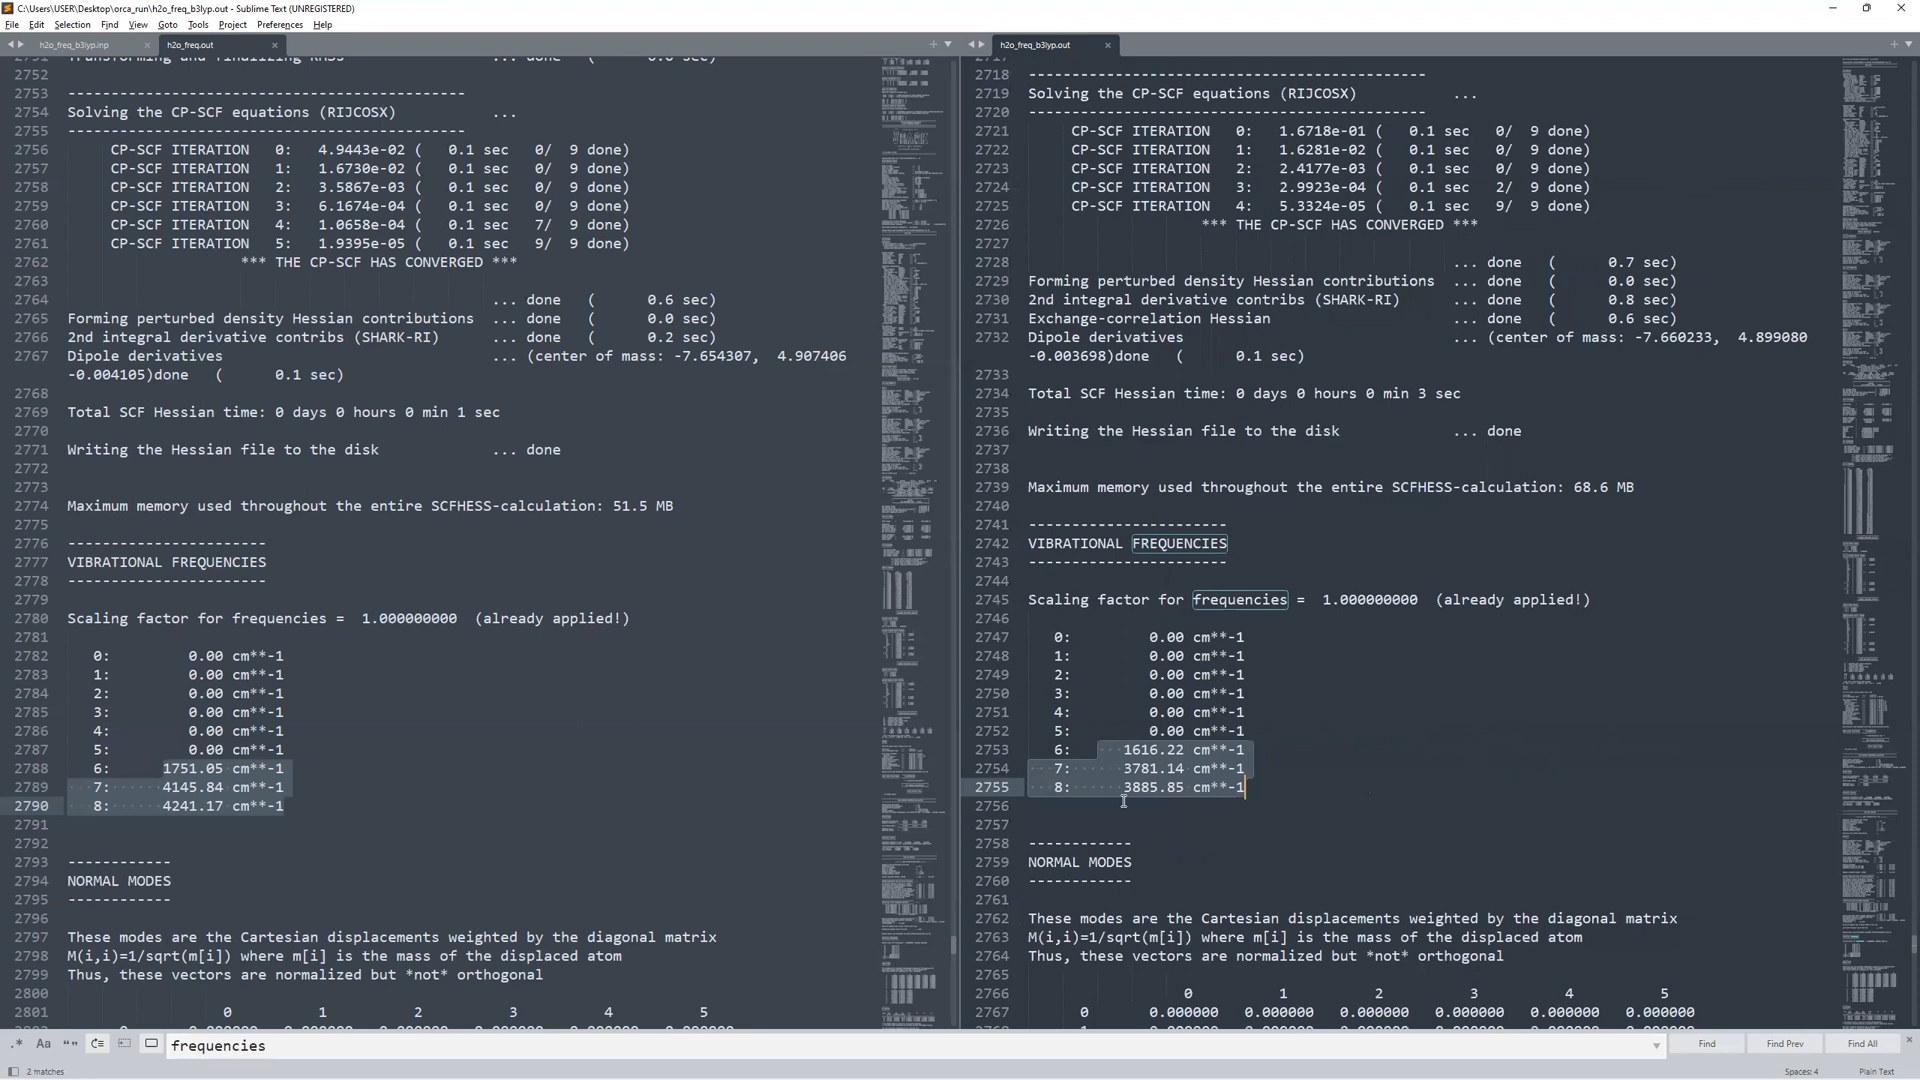 C:\Users\USER\Desktop\orca_run\h2o_freq_b3lyp.out - Sublime Text (UNREGISTERED)
File Edit Selection Find View Goto Tools Project Preferences Help
h2o_freq_b3lyp.inp h2o_freq.out
2752
2753 --------------------------------------------
2754 Solving the CP-SCF equations (RIJCOSX) ...
2755 --------------------------------------------
2756 CP-SCF ITERATION 0: 4.9443e-02 ( 0.1 sec 0/ 9 done)
2757 CP-SCF ITERATION 1: 1.6730e-02 ( 0.1 sec 0/ 9 done)
2758 CP-SCF ITERATION 2: 3.5867e-03 ( 0.1 sec 0/ 9 done)
2759 CP-SCF ITERATION 3: 6.1674e-04 ( 0.1 sec 0/ 9 done)
2760 CP-SCF ITERATION 4: 1.0658e-04 ( 0.1 sec 7/ 9 done)
2761 CP-SCF ITERATION 5: 1.9395e-05 ( 0.1 sec 9/ 9 done)
2762 *** THE CP-SCF HAS CONVERGED ***
2763
2764 ... done ( 0.6 sec)
2765 Forming perturbed density Hessian contributions ... done ( 0.0 sec)
2766 2nd integral derivative contribs (SHARK-RI) ... done ( 0.2 sec)
2767 Dipole derivatives ... (center of mass: -7.654307, 4.907406
-0.004105)done ( 0.1 sec)
2768
2769 Total SCF Hessian time: 0 days 0 hours 0 min 1 sec
2770
2771 Writing the Hessian file to the disk ... done
2772
2773
2774 Maximum memory used throughout the entire SCFHESS-calculation: 51.5 MB
2775
2776 -----------------------
2777 VIBRATIONAL FREQUENCIES
2778 -----------------------
2779
2780 Scaling factor for frequencies = 1.000000000 (already applied!)
2781
2782 0: 0.00 cm**-1
2783 1: 0.00 cm**-1
2784 2: 0.00 cm**-1
2785 3: 0.00 cm**-1
2786 4: 0.00 cm**-1
2787 5: 0.00 cm**-1
2788 6: 1751.05 cm**-1
2789 7: 4145.84 cm**-1
2790 8: 4241.17 cm**-1
2791
2792
2793 ------------
2794 NORMAL MODES
2795 ------------
2796
2797 These modes are the Cartesian displacements weighted by the diagonal matrix
2798 M(i,i)=1/sqrt(m[i]) where m[i] is the mass of the displaced atom
2799 Thus, these vectors are normalized but *not* orthogonal
2800
2801 0 1 2 3 4 5
h2o_freq_b3lyp.out
2718 ----------------------------------------------
2719 Solving the CP-SCF equations (RIJCOSX) ...
2720 ----------------------------------------------
2721 CP-SCF ITERATION 0: 1.6718e-01 ( 0.1 sec 0/ 9 done)
2722 CP-SCF ITERATION 1: 1.6281e-02 ( 0.1 sec 0/ 9 done)
2723 CP-SCF ITERATION 2: 2.4177e-03 ( 0.1 sec 0/ 9 done)
2724 CP-SCF ITERATION 3: 2.9923e-04 ( 0.1 sec 2/ 9 done)
2725 CP-SCF ITERATION 4: 5.3324e-05 ( 0.1 sec 9/ 9 done)
2726 *** THE CP-SCF HAS CONVERGED ***
2727
2728 ... done ( 0.7 sec)
2729 Forming perturbed density Hessian contributions ... done ( 0.0 sec)
2730 2nd integral derivative contribs (SHARK-RI) ... done ( 0.8 sec)
2731 Exchange-correlation Hessian ... done ( 0.6 sec)
2732 Dipole derivatives ... (center of mass: -7.660233, 4.899080
-0.003698)done ( 0.1 sec)
2733
2734 Total SCF Hessian time: 0 days 0 hours 0 min 3 sec
2735
2736 Writing the Hessian file to the disk ... done
2737
2738
2739 Maximum memory used throughout the entire SCFHESS-calculation: 68.6 MB
2740
2741 -----------------------
2742 VIBRATIONAL FREQUENCIES
2743 -----------------------
2744
2745 Scaling factor for frequencies = 1.000000000 (already applied!)
2746
2747 0: 0.00 cm**-1
2748 1: 0.00 cm**-1
2749 2: 0.00 cm**-1
2750 3: 0.00 cm**-1
2751 4: 0.00 cm**-1
2752 5: 0.00 cm**-1
2753 6: 1616.22 cm**-1
2754 7: 3781.14 cm**-1
2755 8: 3885.85 cm**-1
2756
2757
2758 ------------
2759 NORMAL MODES
2760 ------------
2761
2762 These modes are the Cartesian displacements weighted by the diagonal matrix
2763 M(i,i)=1/sqrt(m[i]) where m[i] is the mass of the displaced atom
2764 Thus, these vectors are normalized but *not* orthogonal
2765
2766 0 1 2 3 4 5
2767 0 0.000000 0.000000 0.000000 0.000000 0.000000 0.000000
frequencies
Find Find Prev Find All
2 matches
Spaces: 4 Plain Text